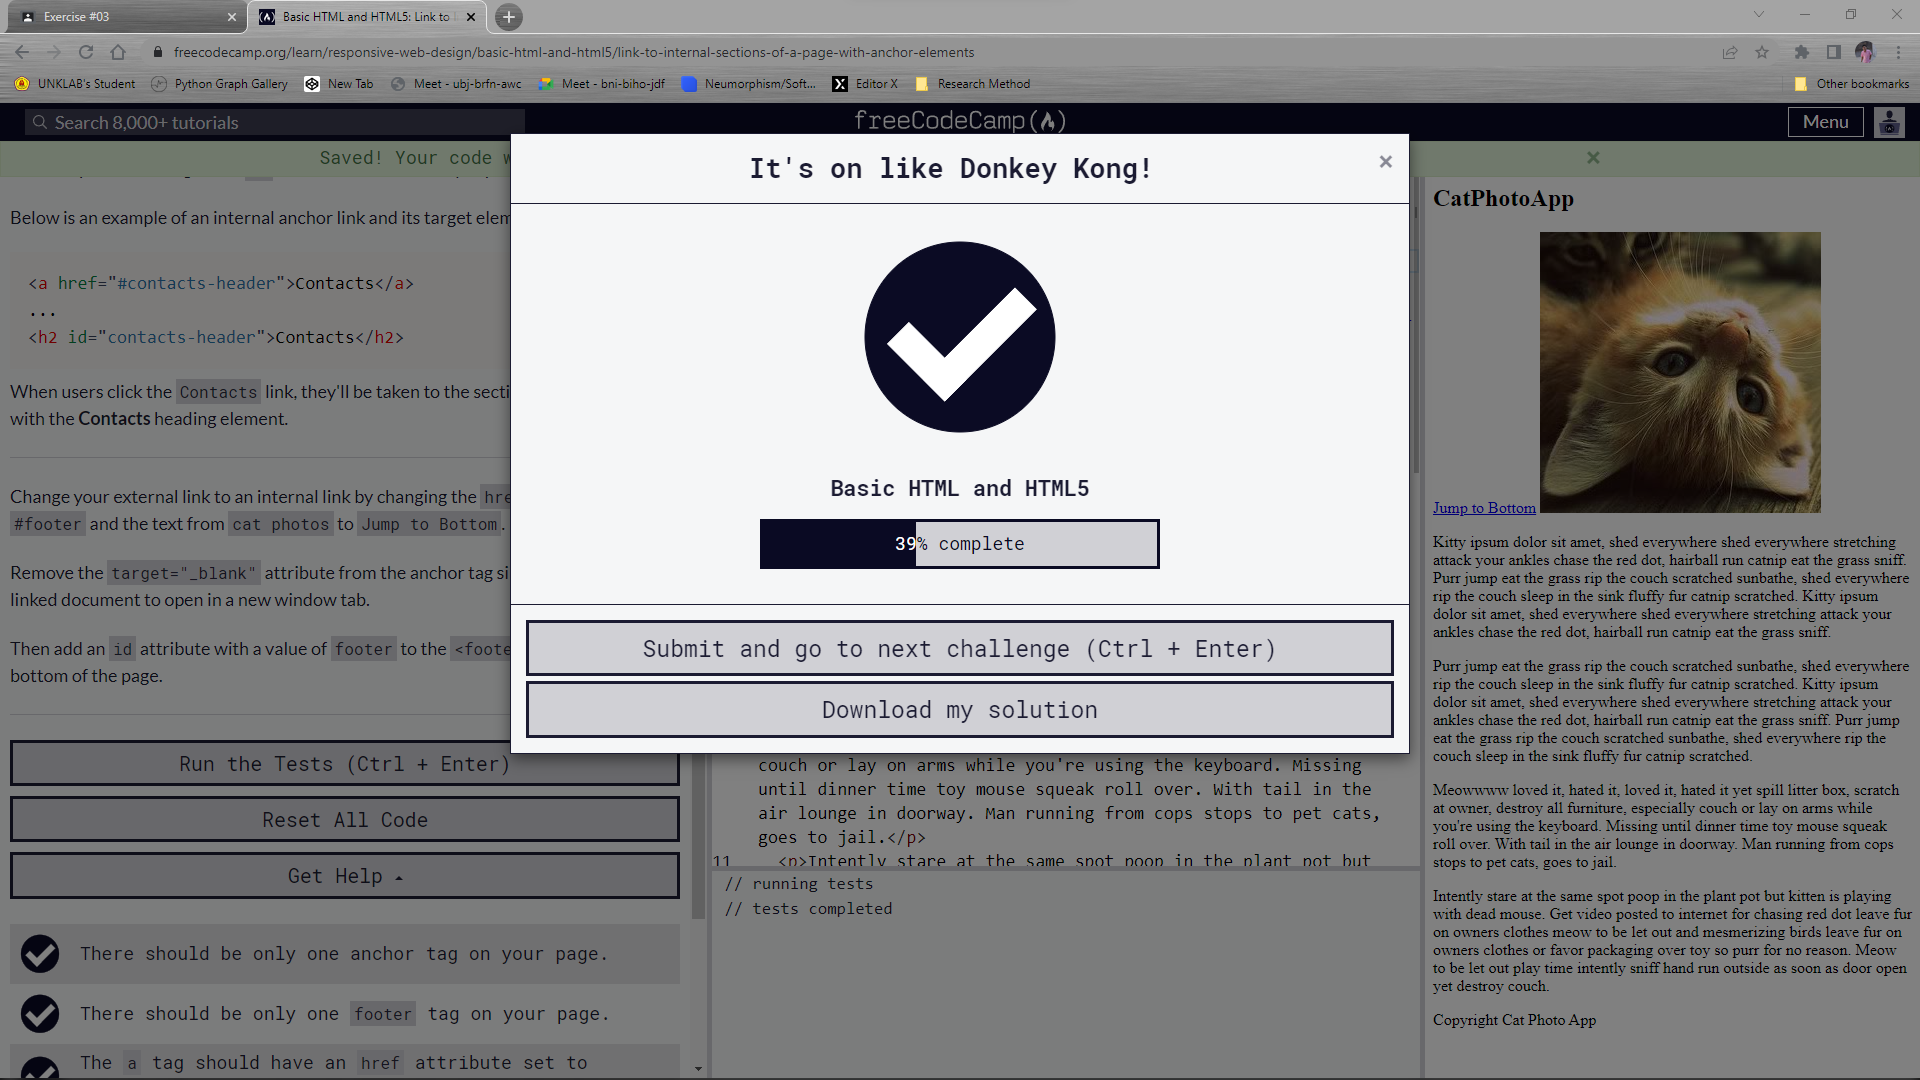 Exercise #03
Basic HTML and HTML5: Link to
freecodecamp.org/learn/responsive-web-design/basic-html-and-html5/link-to-internal-sections-of-a-page-with-anchor-elements
UNKLAB's Student
Python Graph Gallery
New Tab
Meet - ubj-brfn-awc
Meet - bni-biho-jdf
Neumorphism/Soft...
Editor X
Research Method
Other bookmarks
Search 8,000+ tutorials
freeCodeCamp
Menu
Saved! Your code
Below is an example of an internal anchor link and its target elem
<a href="#contacts-header">Contacts</a>
...
<h2 id="contacts-header">Contacts</h2>
When users click the Contacts link, they'll be taken to the secti
with the Contacts heading element.
Change your external link to an internal link by changing the hre
#footer and the text from cat photos to Jump to Bottom.
Remove the target="_blank" attribute from the anchor tag si
linked document to open in a new window tab.
Then add an id attribute with a value of footer to the <foote
bottom of the page.
Run the Tests (Ctrl + Enter)
Reset All Code
Get Help
There should be only one anchor tag on your page.
There should be only one footer tag on your page.
The a tag should have an href attribute set to
It's on like Donkey Kong!
×
Basic HTML and HTML5
39% complete
Submit and go to next challenge (Ctrl + Enter)
Download my solution
couch or lay on arms while you're using the keyboard. Missing
until dinner time toy mouse squeak roll over. With tail in the
air lounge in doorway. Man running from cops stops to pet cats,
goes to jail.</p>
11 <p>Intently stare at the same spot poop in the plant pot but
// running tests
// tests completed
CatPhotoApp
Jump to Bottom
Kitty ipsum dolor sit amet, shed everywhere shed everywhere stretching
attack your ankles chase the red dot, hairball run catnip eat the grass sniff.
Purr jump eat the grass rip the couch scratched sunbathe, shed everywhere
rip the couch sleep in the sink fluffy fur catnip scratched. Kitty ipsum
dolor sit amet, shed everywhere shed everywhere stretching attack your
ankles chase the red dot, hairball run catnip eat the grass sniff.
Purr jump eat the grass rip the couch scratched sunbathe, shed everywhere
rip the couch sleep in the sink fluffy fur catnip scratched. Kitty ipsum
dolor sit amet, shed everywhere shed everywhere stretching attack your
ankles chase the red dot, hairball run catnip eat the grass sniff. Purr jump
eat the grass rip the couch scratched sunbathe, shed everywhere rip the
couch sleep in the sink fluffy fur catnip scratched.
Meowwww loved it, hated it, loved it, hated it yet spill litter box, scratch
at owner, destroy all furniture, especially couch or lay on arms while
you're using the keyboard. Missing until dinner time toy mouse squeak
roll over. With tail in the air lounge in doorway. Man running from cops
stops to pet cats, goes to jail.
Intently stare at the same spot poop in the plant pot but kitten is playing
with dead mouse. Get video posted to internet for chasing red dot leave fur
on owners clothes meow to be let out and mesmerizing birds leave fur on
owners clothes or favor packaging over toy so purr for no reason. Meow
to be let out play time intently sniff hand run outside as soon as door open
yet destroy couch.
Copyright Cat Photo App